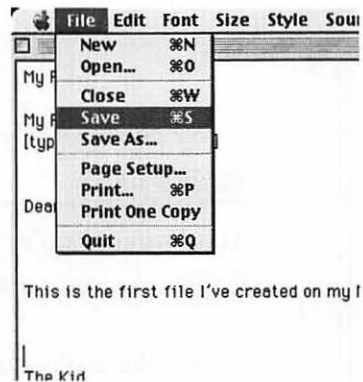 File Edit Font Size Style Sou
New ⌘N
Open... ⌘O
Close ⌘W
Save ⌘S
Save As...
Page Setup...
Print... ⌘P
Print One Copy
Quit ⌘Q
My F
My F
[typ
Dear
This is the first file I've created on my
The Kid